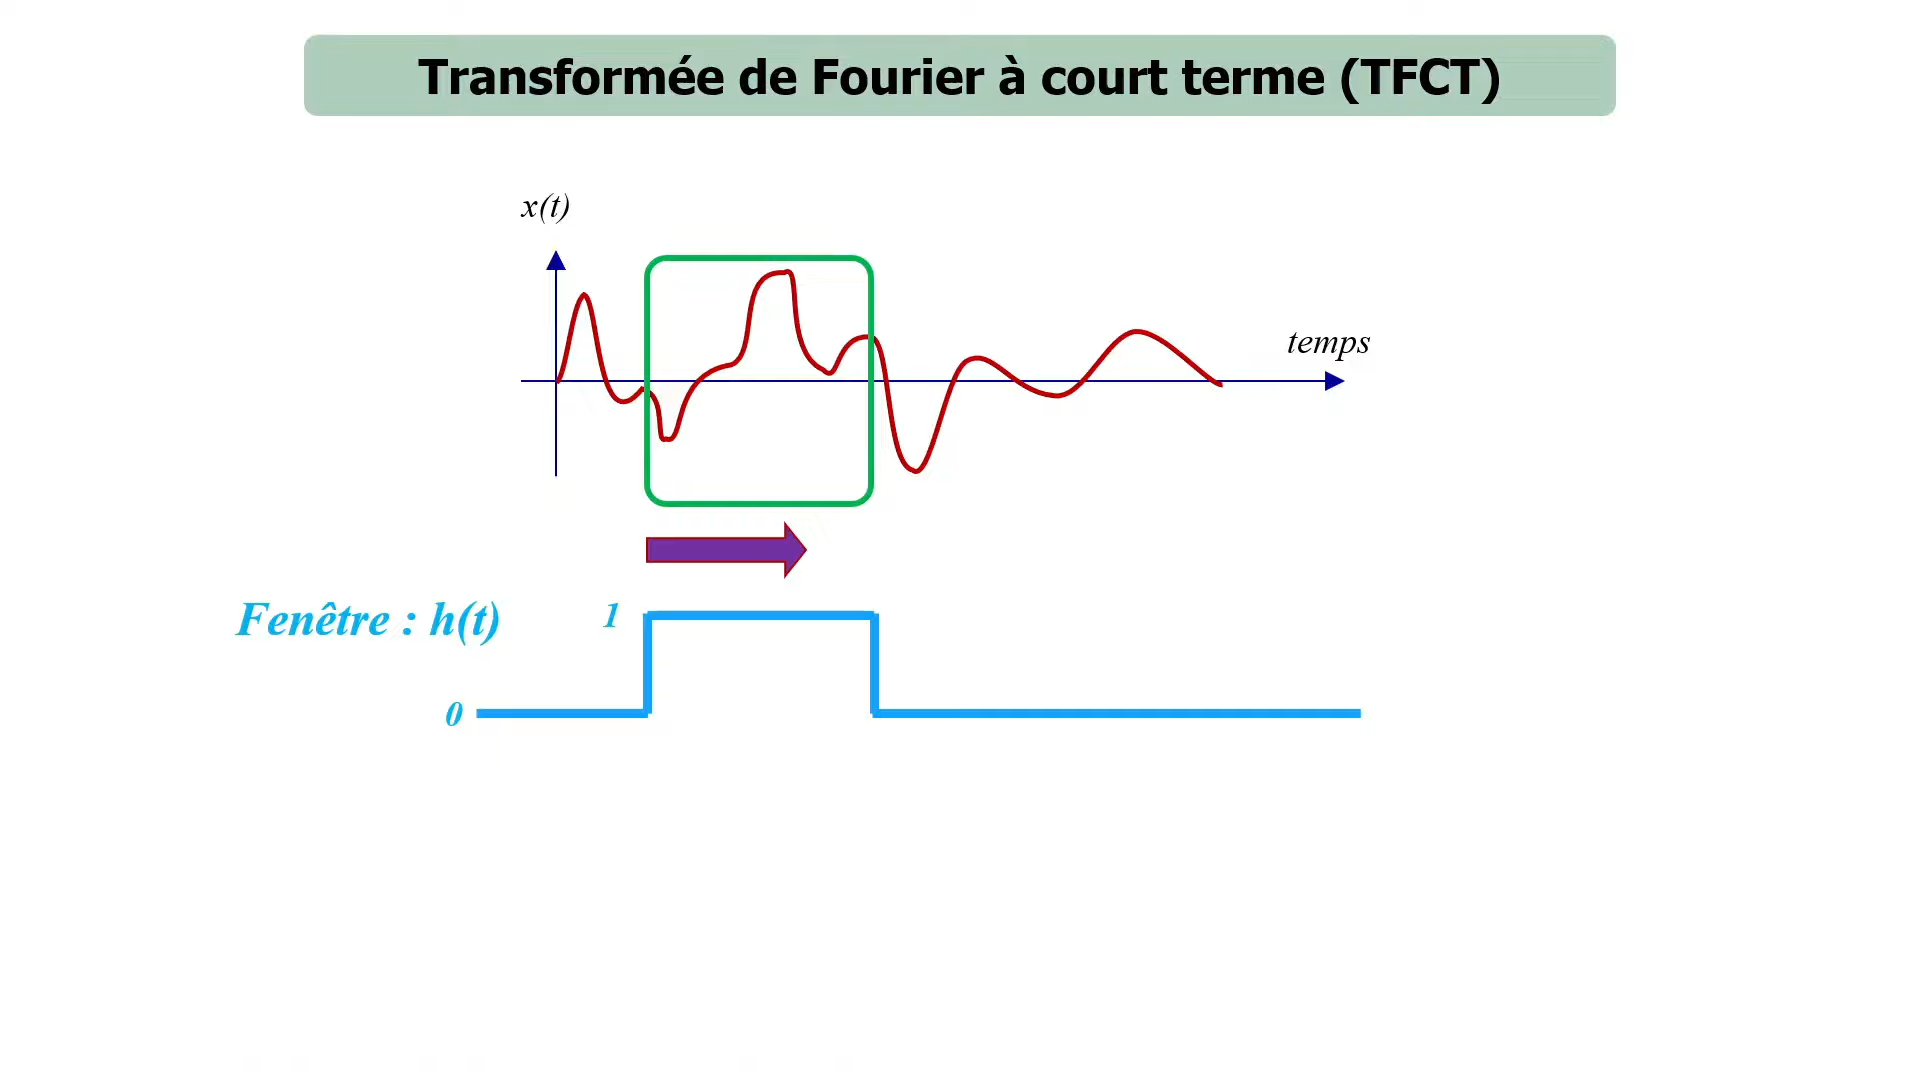 Transformée de Fourier à court terme (TFCT)
x(t)
temps
Fenêtre : h(t)
1
0